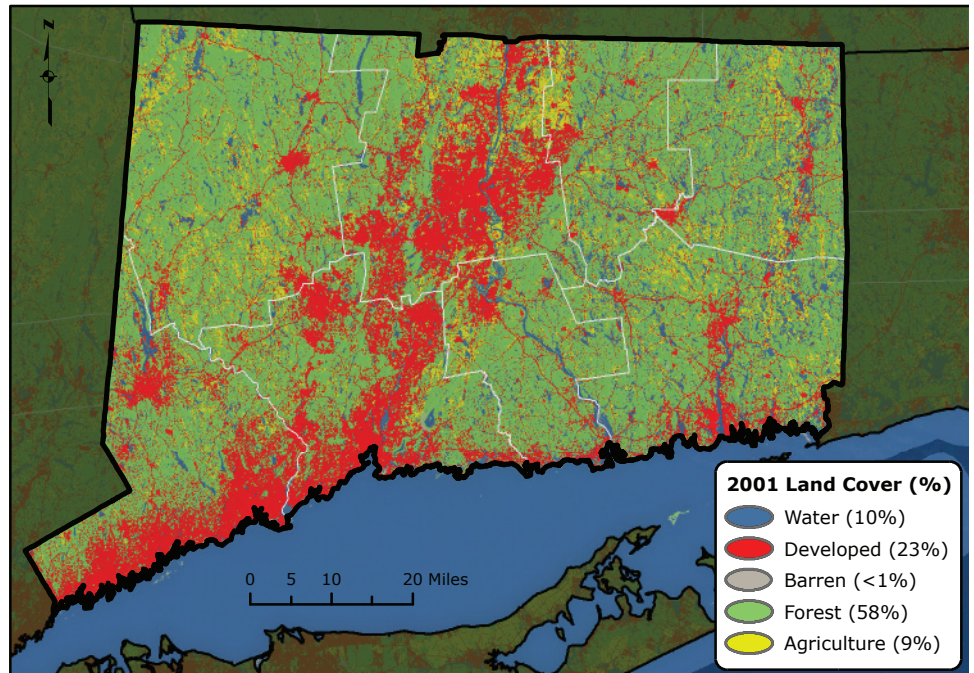 N
2001 Land Cover (%)
Water (10%)
Developed (23%)
Barren (<1%)
Forest (58%)
Agriculture (9%)
0 5 10 20 Miles